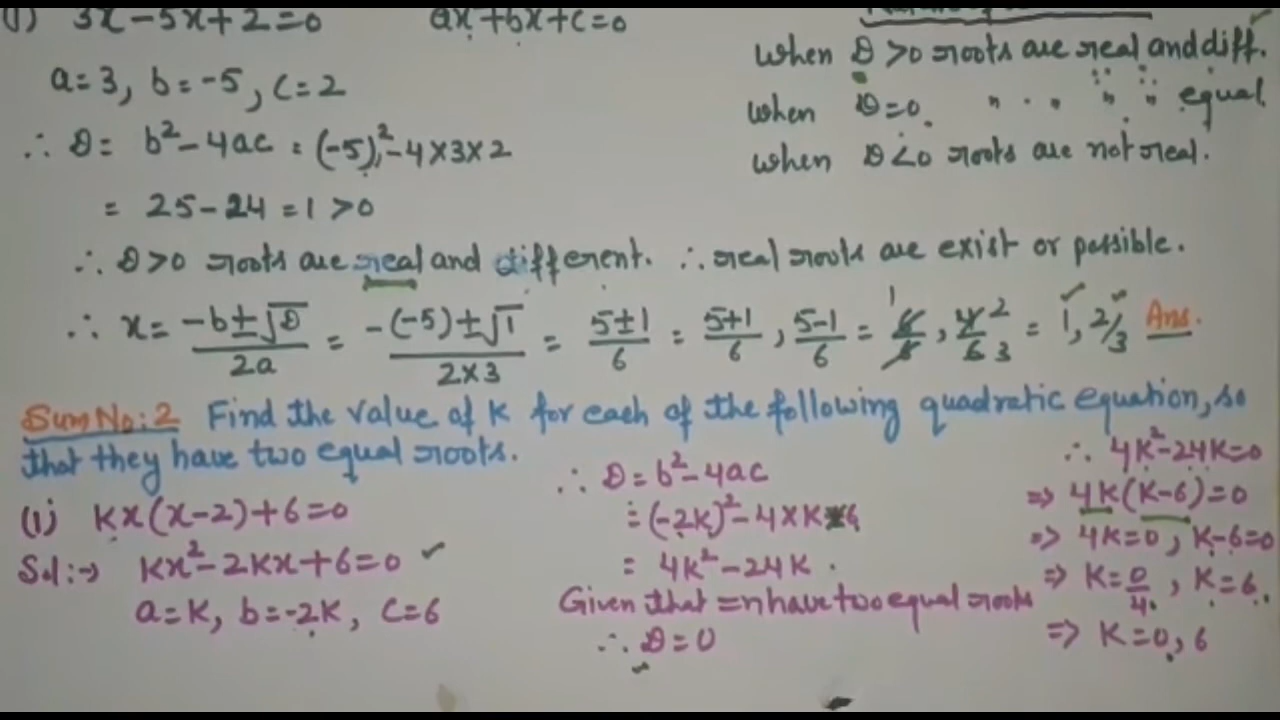 (1) 3x² - 5x + 2 = 0
ax² + bx + c = 0
a = 3, b = -5, c = 2
∴ D = b² - 4ac = (-5)² - 4×3×2
= 25 - 24 = 1 > 0
∴ D>0 roots are real and different. ∴ real roots are exist or possible.
∴ x = -b±√D/2a = -(-5)±√1/2×3 = 5±1/6 = 5+1/6, 5-1/6 = 6/6 1, 4/6 2/3 = 1, 2/3 Ans.
When D>0 roots are real and diff.
When D=0. " " " " " equal
When D<0 roots are not real.
Sum No: 2 Find the value of K for each of the following quadratic equation, so
that they have two equal roots.
(1) Kx(x-2)+6=0
Sol:→ Kx² - 2Kx + 6 = 0 ✓
a = K, b = -2K, c = 6
∴ D = b² - 4ac
= (-2K)² - 4×K×6
= 4K² - 24K.
Given that =n have two equal roots
∴ D = 0
∴ 4K² - 24K = 0
⇒ 4K(K-6) = 0
⇒ 4K=0, K-6=0
⇒ K = 0/4, K = 6.
⇒ K = 0, 6